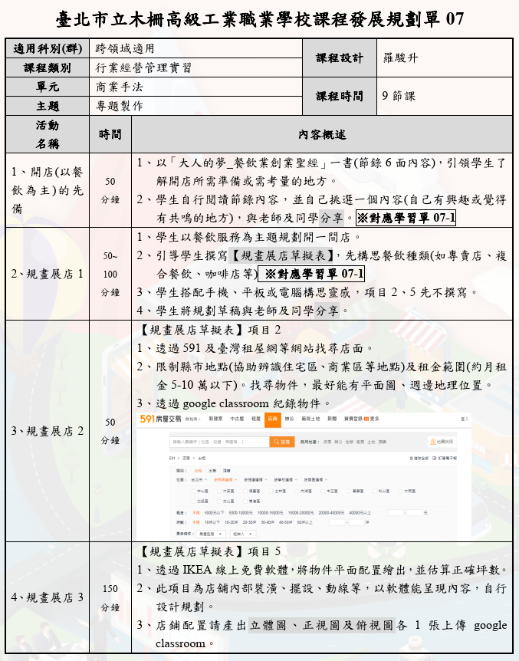 臺北市立木柵高級工業職業學校課程發展規劃單 07
適用科別(群) 跨領域適用 課程設計 羅駿升
課程類別 行業經營管理實習
單元 商業手法 課程時間 9 節課
主題 專題製作
活動名稱 時間 內容概述
1、開店(以餐飲為主)的先備
50
分鐘
1、以「大人的夢_餐飲業創業聖經」一書(節錄 6 面內容)，引領學生了
解開店所需準備或需考量的地方。
2、學生自行閱讀節錄內容，並自己挑選一個內容(自己有興趣或覺得
有共鳴的地方)，與老師及同學分享。※對應學習單 07-1
2、規畫展店 1
50~
100
分鐘
1、學生以餐飲服務為主題規劃開一間店。
2、引導學生撰寫【規畫展店草擬表】，先構思餐飲種類(如專賣店、複
合餐飲、咖啡店等) ※對應學習單 07-1
3、學生搭配手機、平板或電腦構思靈感，項目 2、5 先不撰寫。
4、學生將規劃草稿與老師及同學分享。
3、規畫展店 2
50
分鐘
【規畫展店草擬表】項目 2
1、透過 591 及臺灣租屋網等網站找尋店面。
2、限制縣市地點(協助辨識住宅區、商業區等地點)及租金範圍(約月租
金 5-10 萬以下)。找尋物件，最好能有平面圖、週邊地理位置。
3、透過 google classroom 紀錄物件。
591 房屋交易
4、規畫展店 3
150
分鐘
【規畫展店草擬表】項目 5
1、透過 IKEA 線上免費軟體，將物件平面配置繪出，並估算正確坪數。
2、此項目為店鋪內部裝潢、擺設、動線等，以軟體能呈現內容，自行
設計規劃。
3、店鋪配置請產出立體圖、正視圖及俯視圖各 1 張上傳 google
classroom。